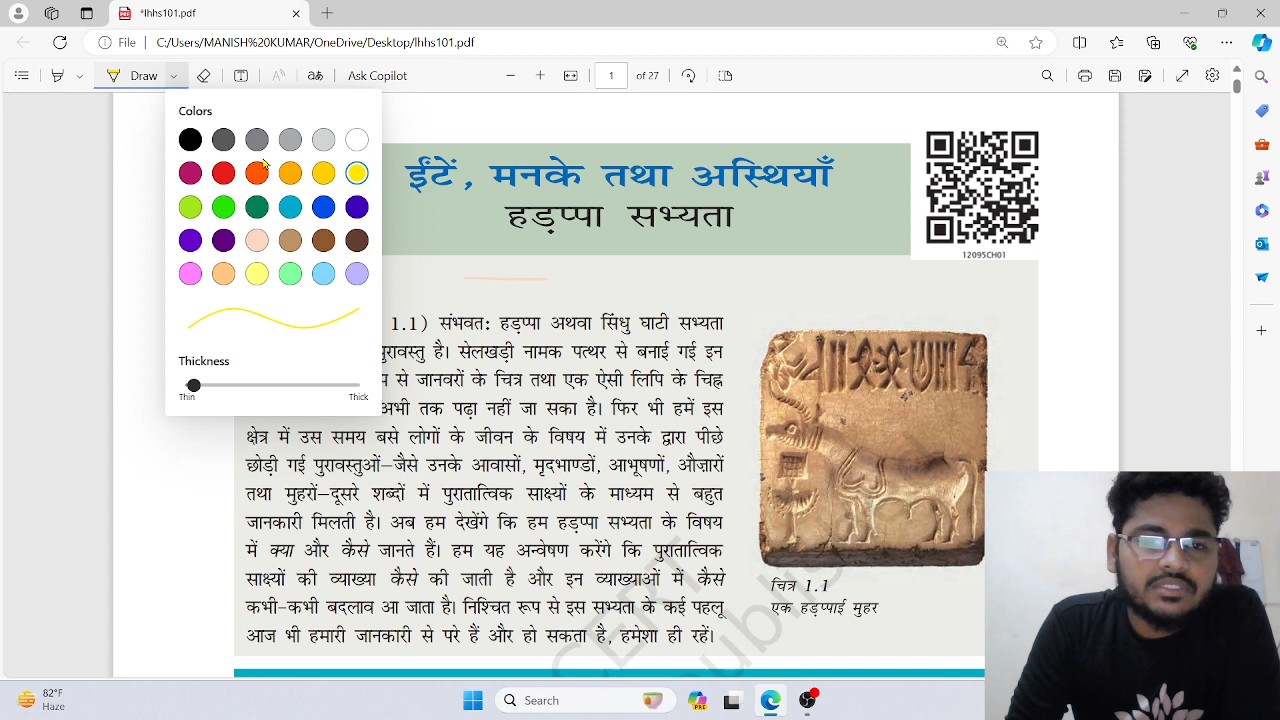 *lhhs101.pdf
File C:/Users/MANISH%20KUMAR/OneDrive/Desktop/lhhs101.pdf
Draw Ask Copilot 1 of 27
Colors
Thickness
Thin Thick
ईंटें, मनके तथा अस्थियाँ
हड़प्पा सभ्यता
12095CH01
1.1) संभवत: हड़प्पा अथवा सिंधु घाटी सभ्यता
पुरावस्तु है। सेलखड़ी नामक पत्थर से बनाई गई इन
से जानवरों के चित्र तथा एक ऐसी लिपि के चिह्न
अभी तक पढ़ा नहीं जा सका है। फिर भी हमें इस
क्षेत्र में उस समय बसे लोगों के जीवन के विषय में उनके द्वारा पीछे
छोड़ी गई पुरावस्तुओं–जैसे उनके आवासों, मृदभाण्डों, आभूषणों, औज़ारों
तथा मुहरों–दूसरे शब्दों में पुरातात्विक साक्ष्यों के माध्यम से बहुत
जानकारी मिलती है। अब हम देखेंगे कि हम हड़प्पा सभ्यता के विषय
में क्या और कैसे जानते हैं। हम यह अन्वेषण करेंगे कि पुरातात्विक
साक्ष्यों की व्याख्या कैसे की जाती है और इन व्याख्याओं में कैसे
कभी-कभी बदलाव आ जाता है। निश्चित रूप से इस सभ्यता के कई पहलू
आज भी हमारी जानकारी से परे हैं और हो सकता है, हमेशा ही रहें।
चित्र 1.1
एक हड़प्पाई मुहर
82°F
Haze
Search